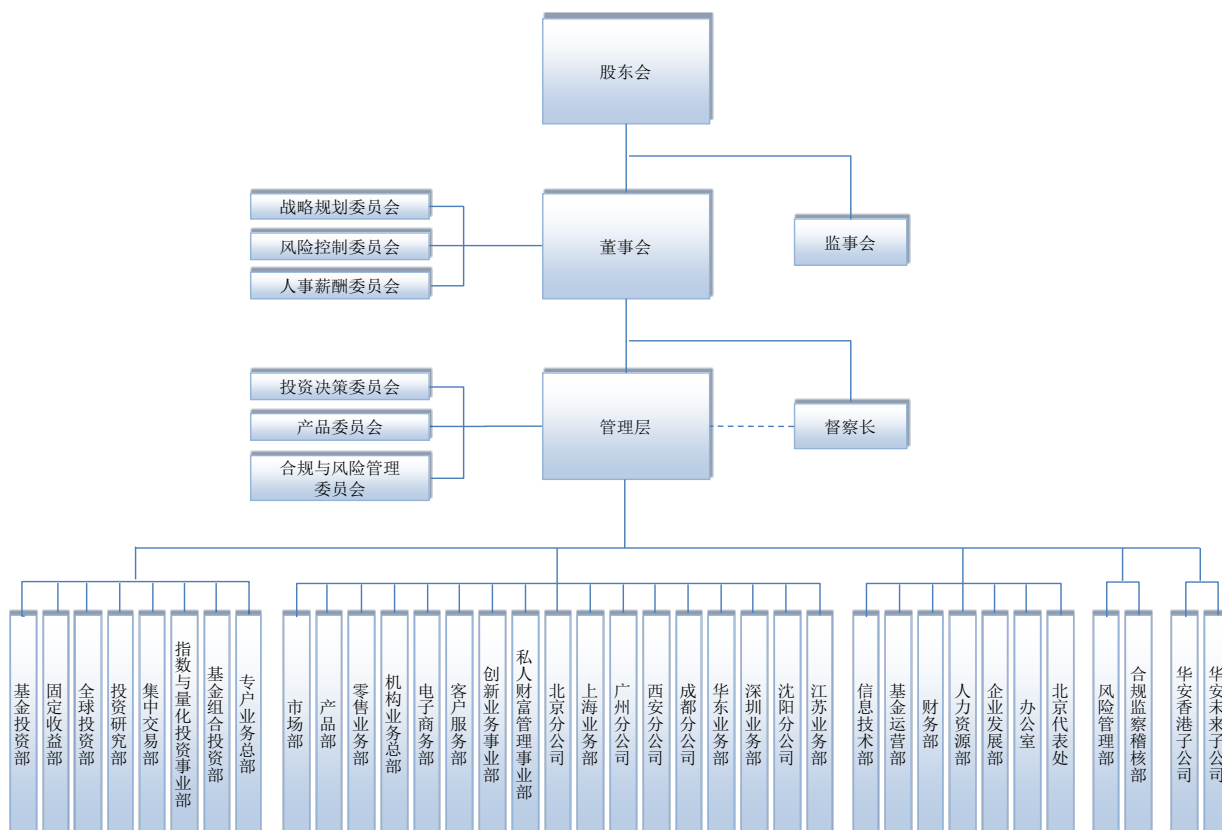 股东会
战略规划委员会
风险控制委员会
人事薪酬委员会
董事会
监事会
投资决策委员会
产品委员会
合规与风险管理
委员会
管理层
督察长
基金投资部
固定收益部
全球投资部
投资研究部
集中交易部
指数与量化投资事业部
基金组合投资部
专户业务总部
市场部
产品部
零售业务部
机构业务总部
电子商务部
客户服务部
创新业务事业部
私人财富管理事业部
北京分公司
上海业务部
广州分公司
西安分公司
成都分公司
华东业务部
深圳业务部
沈阳分公司
江苏业务部
信息技术部
基金运营部
财务部
人力资源部
企业发展部
办公室
北京代表处
风险管理部
合规监察稽核部
华安香港子公司
华安未来子公司